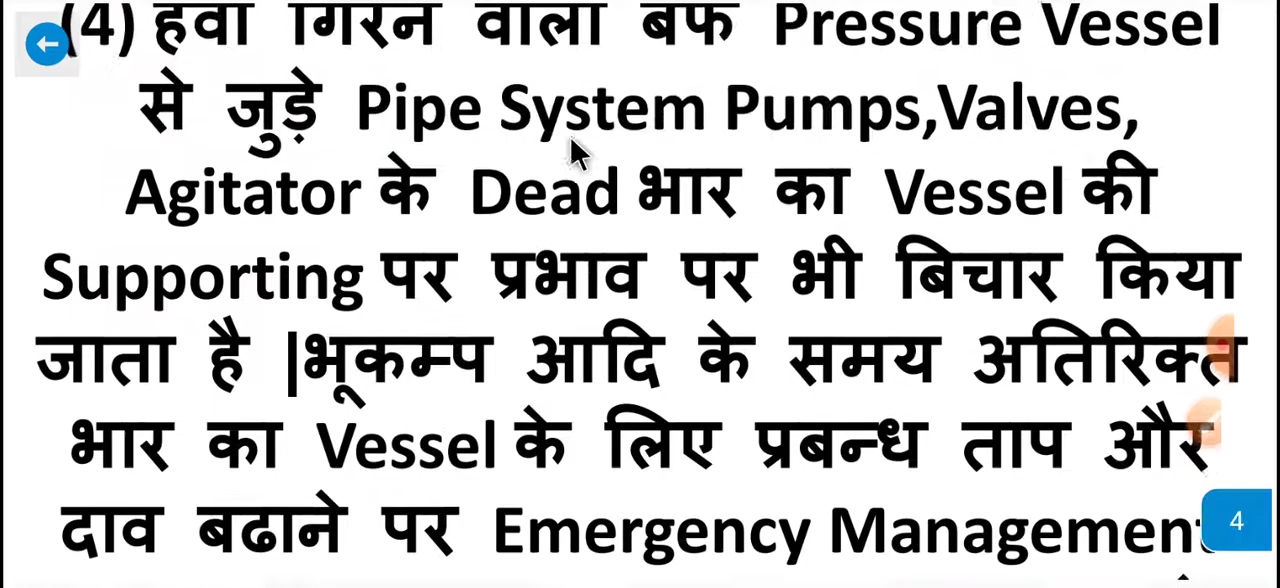 (4) हवा गिरने वाली बर्फ Pressure Vessel
से जुड़े Pipe System Pumps,Valves,
Agitator के Dead भार का Vessel की
Supporting पर प्रभाव पर भी बिचार किया
जाता है |भूकम्प आदि के समय अतिरिक्त
भार का Vessel के लिए प्रबन्ध ताप और
दाव बढाने पर Emergency Management
4